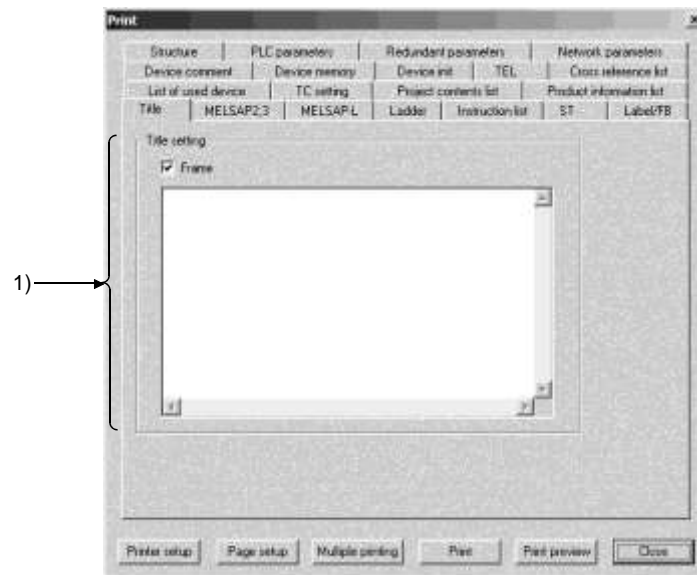 Print
Structure PLC parameters Redundant parameters Network parameters
Device comment Device memory Device init TEL Cross reference list
List of used device TC setting Project contents list Product information list
Title MELSAP2;3 MELSAP-L Ladder Instruction list ST Label/FB
Title setting
Frame
1)
Printer setup Page setup Multiple printing Print Print preview Close